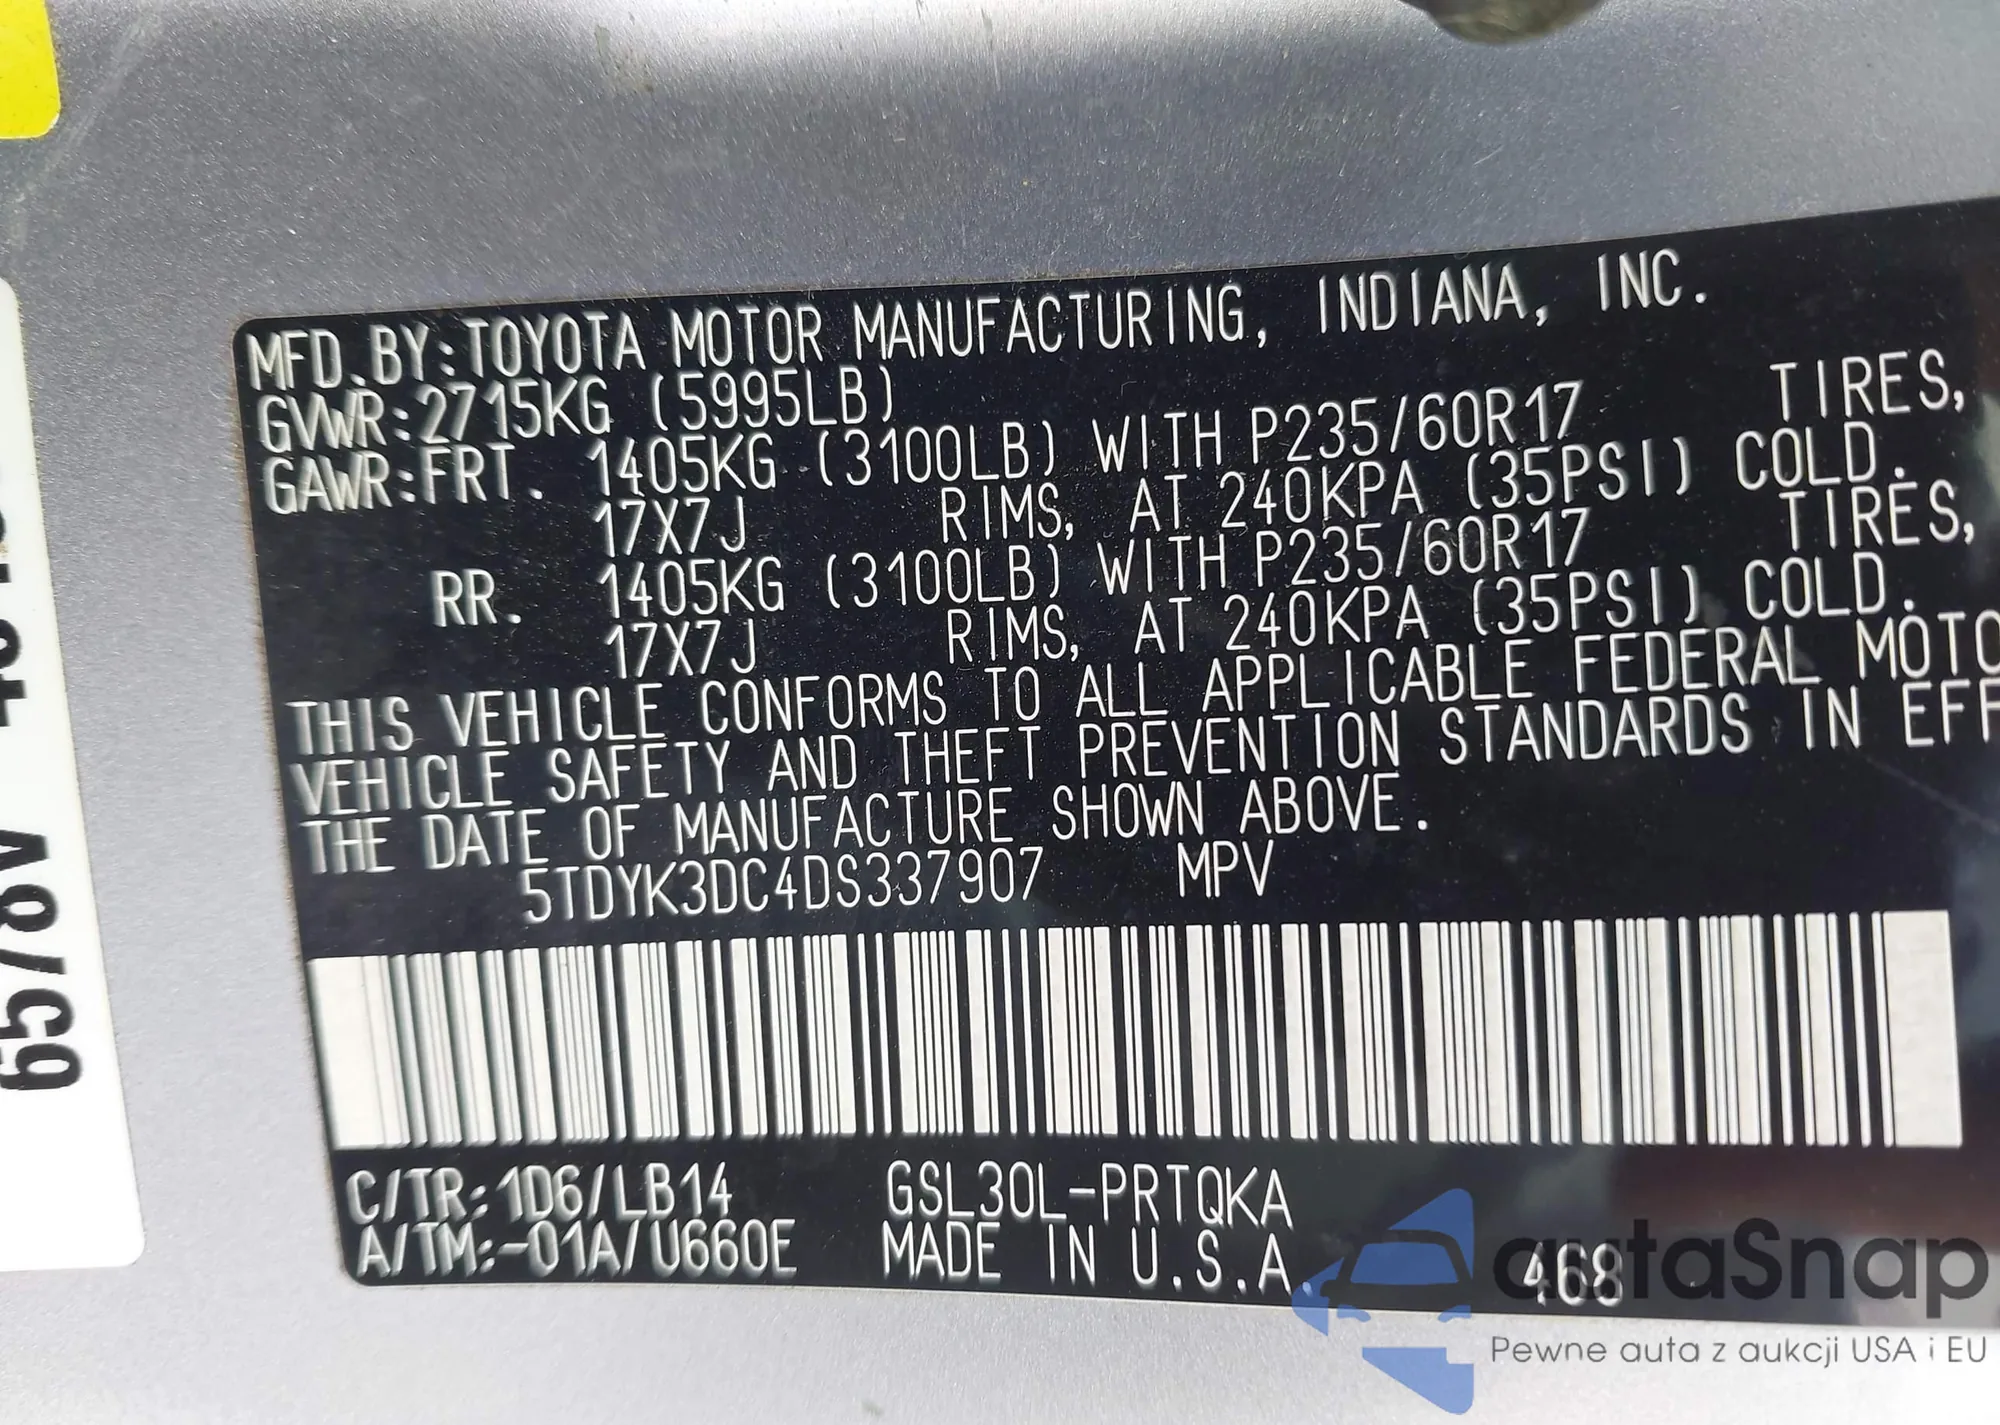 MFD. BY: TOYOTA MOTOR MANUFACTURING, INDIANA, INC.
GVWR: 2715KG (5995LB)
GAWR: FRT. 1405KG (3100LB) WITH P235/60R17 TIRES,
17X7J RIMS, AT 240KPA (35PSI) COLD.
RR. 1405KG (3100LB) WITH P235/60R17 TIRES,
17X7J RIMS, AT 240KPA (35PSI) COLD.
THIS VEHICLE CONFORMS TO ALL APPLICABLE FEDERAL MOTO
VEHICLE SAFETY AND THEFT PREVENTION STANDARDS IN EFF
THE DATE OF MANUFACTURE SHOWN ABOVE.
5TDYK3DC4DS337907 MPV
C/TR: 1D6/LB14 GSL30L-PRTQKA
A/TM: -01A/U660E MADE IN U.S.A. 468
autaSnap
Pewne auta z aukcji USA i EU